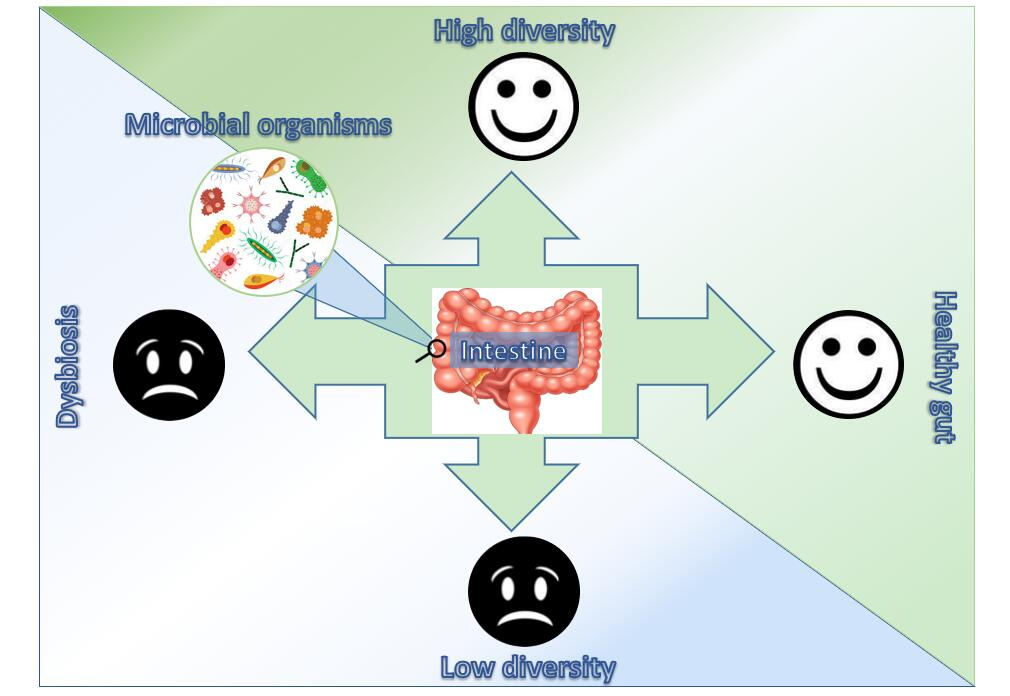 High diversity
Microbial organisms
Dysbiosis
Intestine
Healthy gut
Low diversity